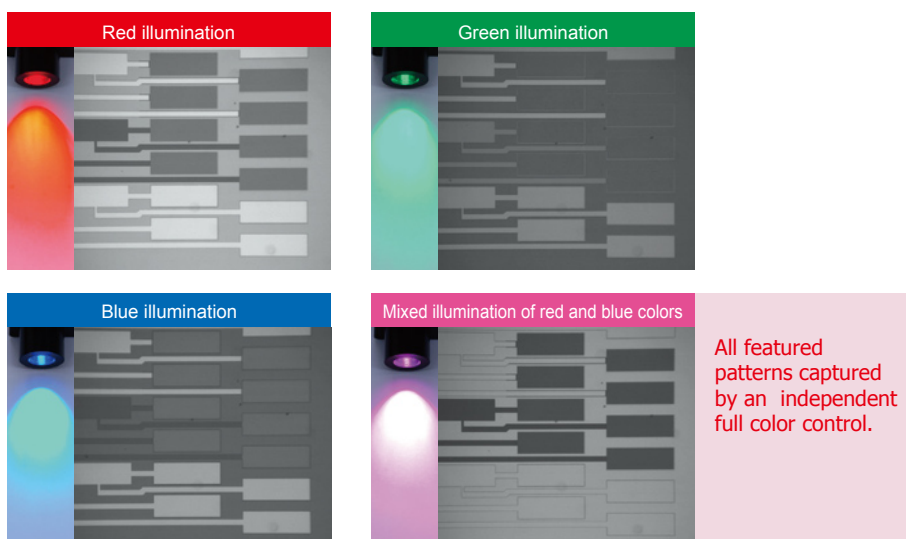 Red illumination
Green illumination
Blue illumination
Mixed illumination of red and blue colors
All featured
patterns captured
by an independent
full color control.